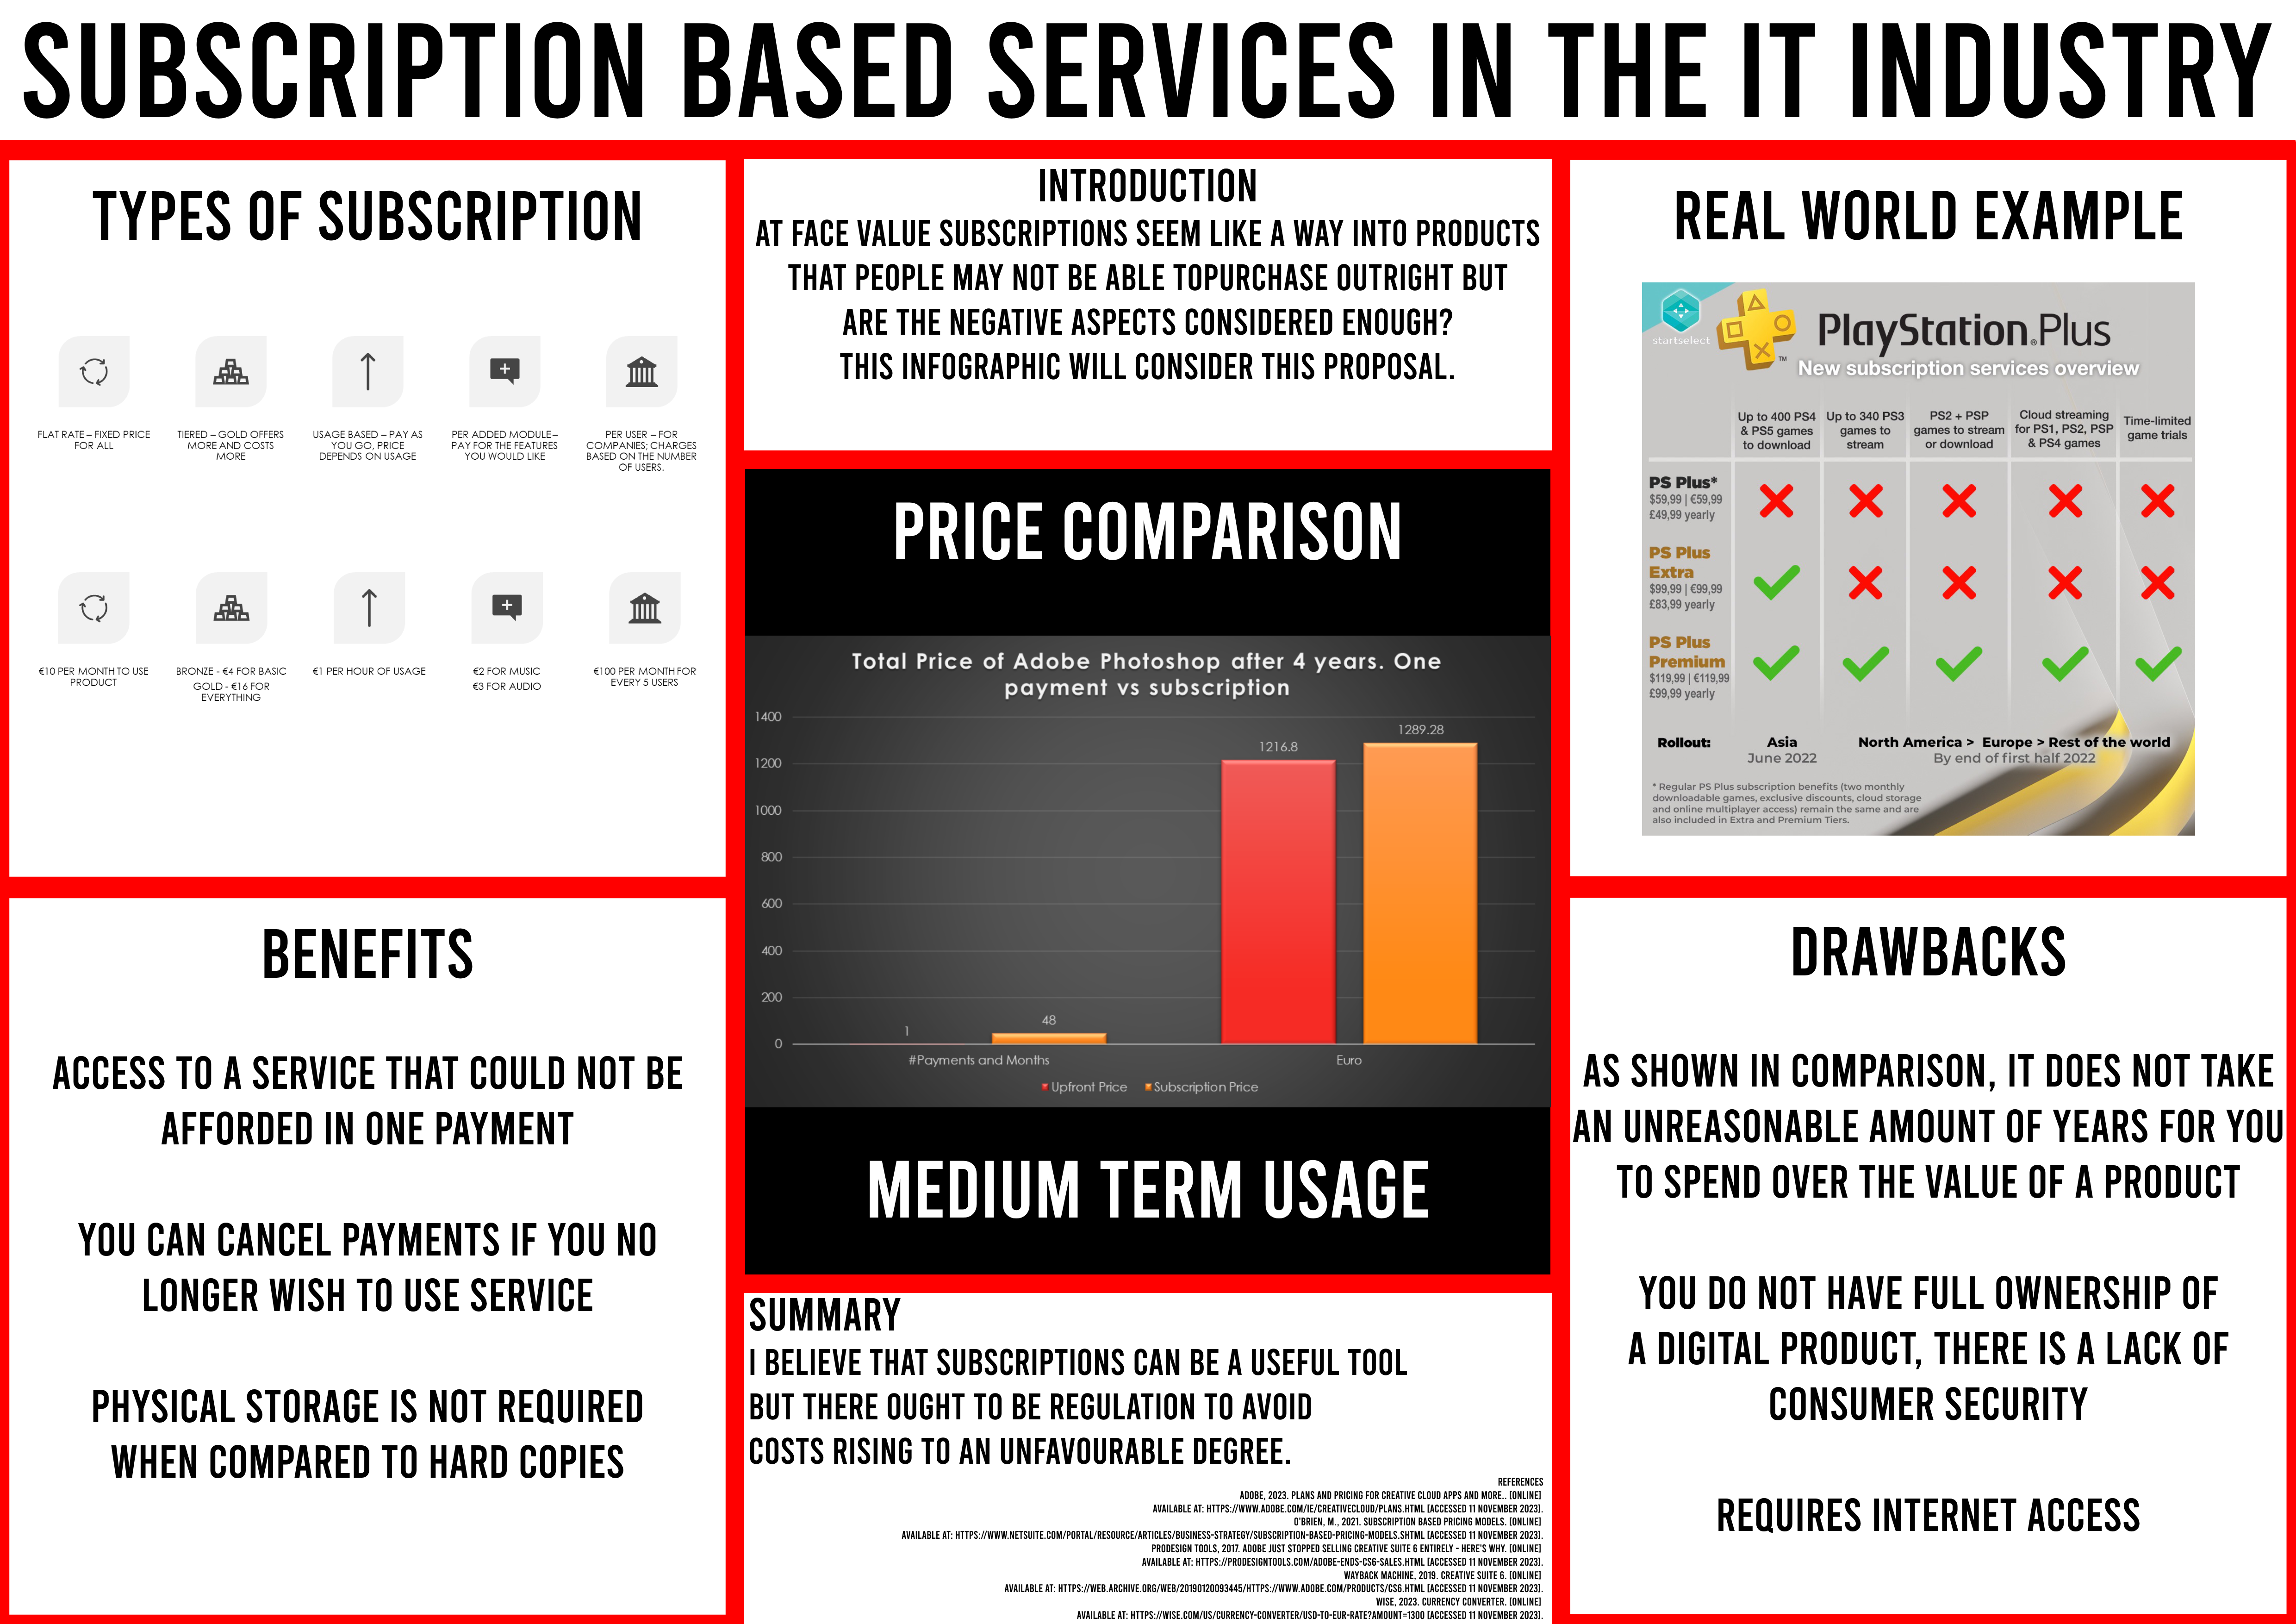 SUBSCRIPTION BASED SERVICES IN THE IT INDUSTRY
TYPES OF SUBSCRIPTION
FLAT RATE – FIXED PRICE
FOR ALL
TIERED – GOLD OFFERS
MORE AND COSTS
MORE
USAGE BASED – PAY AS
YOU GO, PRICE
DEPENDS ON USAGE
PER ADDED MODULE –
PAY FOR THE FEATURES
YOU WOULD LIKE
PER USER – FOR
COMPANIES; CHARGES
BASED ON THE NUMBER
OF USERS.
€10 PER MONTH TO USE
PRODUCT
BRONZE - €4 FOR BASIC
GOLD - €16 FOR
EVERYTHING
€1 PER HOUR OF USAGE
€2 FOR MUSIC
€3 FOR AUDIO
€100 PER MONTH FOR
EVERY 5 USERS
INTRODUCTION
AT FACE VALUE SUBSCRIPTIONS SEEM LIKE A WAY INTO PRODUCTS
THAT PEOPLE MAY NOT BE ABLE TOPURCHASE OUTRIGHT BUT
ARE THE NEGATIVE ASPECTS CONSIDERED ENOUGH?
THIS INFOGRAPHIC WILL CONSIDER THIS PROPOSAL.
REAL WORLD EXAMPLE
startselect
TM
PlayStation®Plus
New subscription services overview
Up to 400 PS4
& PS5 games
to download
Up to 340 PS3
games to
stream
PS2 + PSP
games to stream
or download
Cloud streaming
for PS1, PS2, PSP
& PS4 games
Time-limited
game trials
PS Plus*
$59,99 | €59,99
£49,99 yearly
PS Plus
Extra
$99,99 | €99,99
£83,99 yearly
PS Plus
Premium
$119,99 | €119,99
£99,99 yearly
Rollout:
Asia
June 2022
North America > Europe > Rest of the world
By end of first half 2022
* Regular PS Plus subscription benefits (two monthly
downloadable games, exclusive discounts, cloud storage
and online multiplayer access) remain the same and are
also included in Extra and Premium Tiers.
PRICE COMPARISON
Total Price of Adobe Photoshop after 4 years. One
payment vs subscription
1400
1200
1000
800
600
400
200
0
1
48
1216.8
1289.28
#Payments and Months
Euro
Upfront Price
Subscription Price
MEDIUM TERM USAGE
BENEFITS
ACCESS TO A SERVICE THAT COULD NOT BE
AFFORDED IN ONE PAYMENT
YOU CAN CANCEL PAYMENTS IF YOU NO
LONGER WISH TO USE SERVICE
PHYSICAL STORAGE IS NOT REQUIRED
WHEN COMPARED TO HARD COPIES
SUMMARY
I BELIEVE THAT SUBSCRIPTIONS CAN BE A USEFUL TOOL
BUT THERE OUGHT TO BE REGULATION TO AVOID
COSTS RISING TO AN UNFAVOURABLE DEGREE.
REFERENCES
ADOBE, 2023. PLANS AND PRICING FOR CREATIVE CLOUD APPS AND MORE.. [ONLINE]
AVAILABLE AT: HTTPS://WWW.ADOBE.COM/IE/CREATIVECLOUD/PLANS.HTML [ACCESSED 11 NOVEMBER 2023].
O'BRIEN, M., 2021. SUBSCRIPTION BASED PRICING MODELS. [ONLINE]
AVAILABLE AT: HTTPS://WWW.NETSUITE.COM/PORTAL/RESOURCE/ARTICLES/BUSINESS-STRATEGY/SUBSCRIPTION-BASED-PRICING-MODELS.SHTML [ACCESSED 11 NOVEMBER 2023].
PRODESIGN TOOLS, 2017. ADOBE JUST STOPPED SELLING CREATIVE SUITE 6 ENTIRELY - HERE'S WHY. [ONLINE]
AVAILABLE AT: HTTPS://PRODESIGNTOOLS.COM/ADOBE-ENDS-CS6-SALES.HTML [ACCESSED 11 NOVEMBER 2023].
WAYBACK MACHINE, 2019. CREATIVE SUITE 6. [ONLINE]
AVAILABLE AT: HTTPS://WEB.ARCHIVE.ORG/WEB/20190120093445/HTTPS://WWW.ADOBE.COM/PRODUCTS/CS6.HTML [ACCESSED 11 NOVEMBER 2023].
WISE, 2023. CURRENCY CONVERTER. [ONLINE]
AVAILABLE AT: HTTPS://WISE.COM/US/CURRENCY-CONVERTER/USD-TO-EUR-RATE?AMOUNT=1300 [ACCESSED 11 NOVEMBER 2023].
DRAWBACKS
AS SHOWN IN COMPARISON, IT DOES NOT TAKE
AN UNREASONABLE AMOUNT OF YEARS FOR YOU
TO SPEND OVER THE VALUE OF A PRODUCT
YOU DO NOT HAVE FULL OWNERSHIP OF
A DIGITAL PRODUCT, THERE IS A LACK OF
CONSUMER SECURITY
REQUIRES INTERNET ACCESS